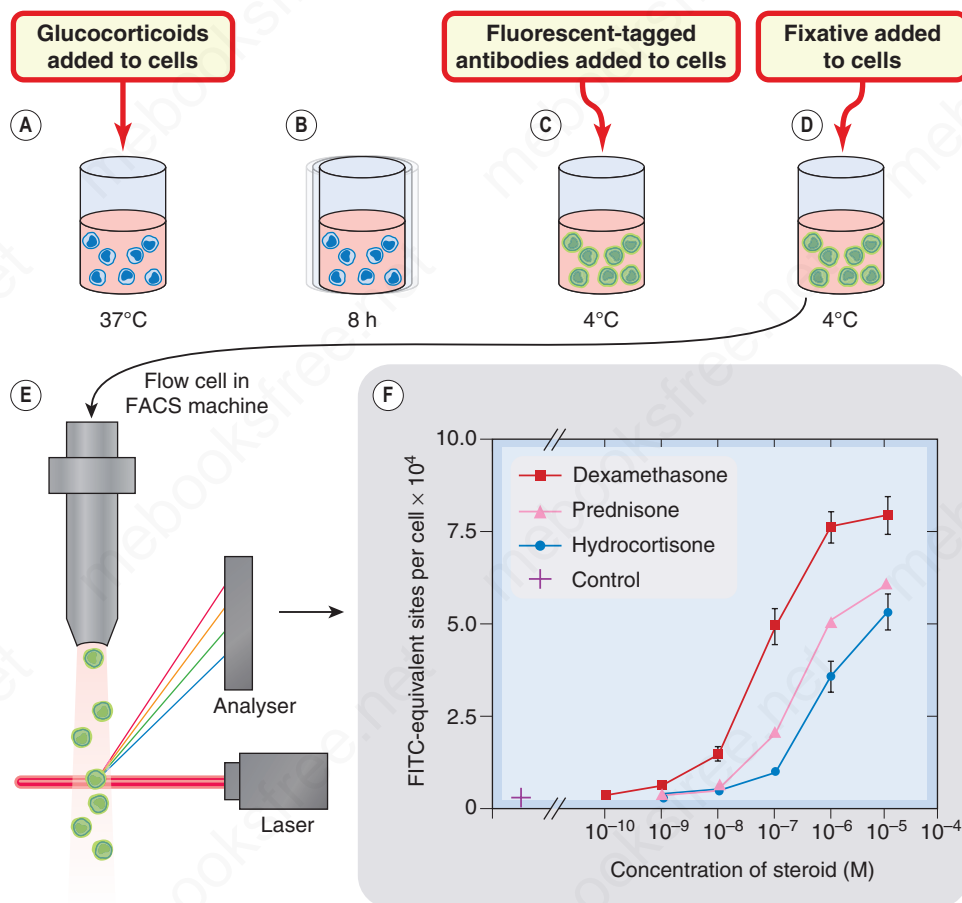 Glucocorticoids
added to cells
Fluorescent-tagged
antibodies added to cells
Fixative added
to cells
A
B
C
D
37°C
8 h
4°C
4°C
E
Flow cell in
FACS machine
Analyser
Laser
F
FITC-equivalent sites per cell × 10⁴
10.0
7.5
5.0
2.5
0
Dexamethasone
Prednisone
Hydrocortisone
Control
10⁻¹⁰ 10⁻⁹ 10⁻⁸ 10⁻⁷ 10⁻⁶ 10⁻⁵ 10⁻⁴
Concentration of steroid (M)
mebooksfree.net